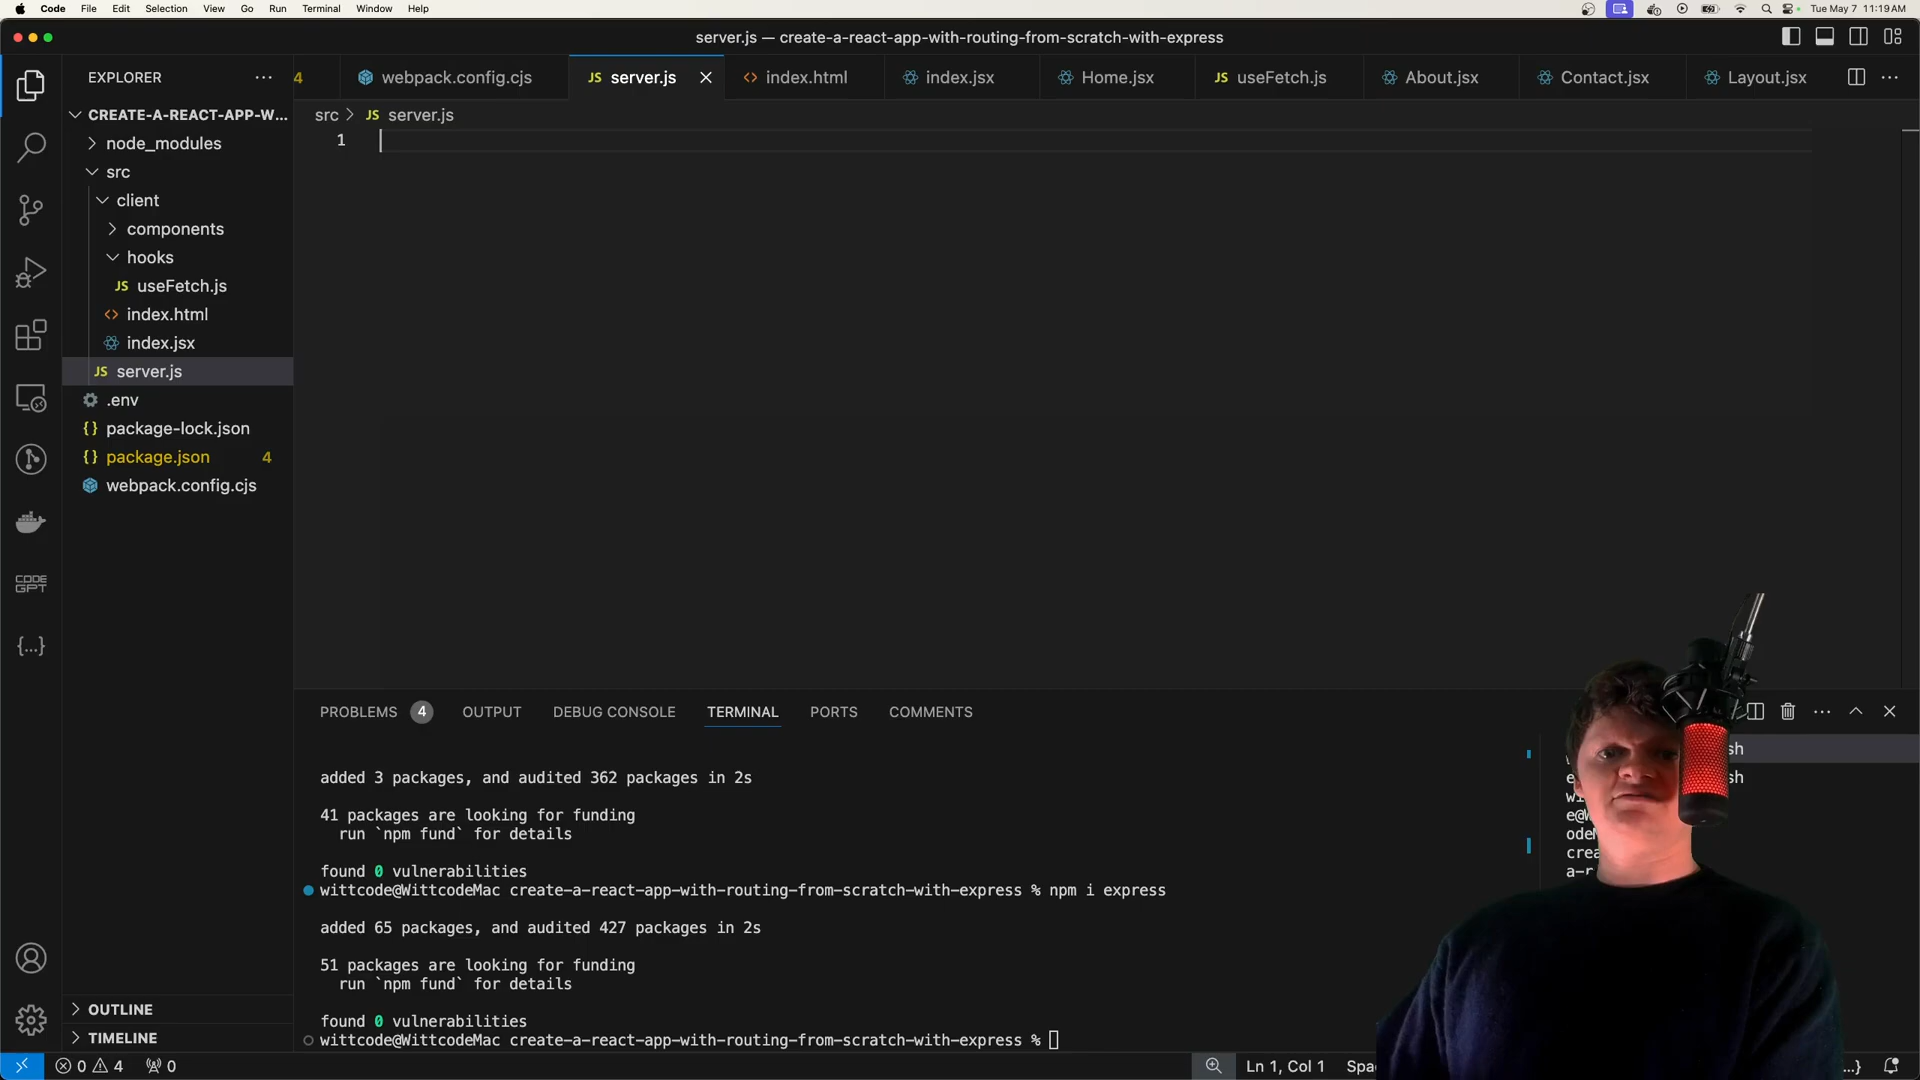 Code File Edit Selection View Go Run Terminal Window Help
Tue May 7 11:19 AM
server.js — create-a-react-app-with-routing-from-scratch-with-express
EXPLORER
4
webpack.config.cjs
server.js
index.html
index.jsx
Home.jsx
useFetch.js
About.jsx
Contact.jsx
Layout.jsx
CREATE-A-REACT-APP-W...
src > JS server.js
1
node_modules
src
client
components
hooks
JS useFetch.js
index.html
index.jsx
JS server.js
.env
package-lock.json
package.json 4
webpack.config.cjs
CODE
GPT
OUTLINE
TIMELINE
PROBLEMS 4 OUTPUT DEBUG CONSOLE TERMINAL PORTS COMMENTS
added 3 packages, and audited 362 packages in 2s
41 packages are looking for funding
run `npm fund` for details
found 0 vulnerabilities
wittcode@WittcodeMac create-a-react-app-with-routing-from-scratch-with-express % npm i express
added 65 packages, and audited 427 packages in 2s
51 packages are looking for funding
run `npm fund` for details
found 0 vulnerabilities
wittcode@WittcodeMac create-a-react-app-with-routing-from-scratch-with-express %
0 4 0
Ln 1, Col 1